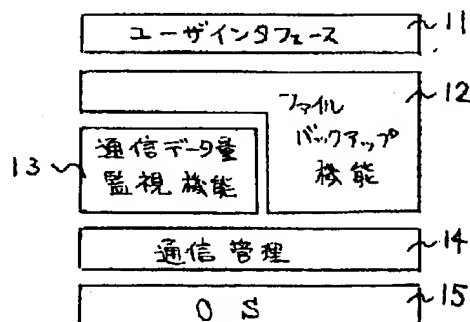 ユーザインタフェース
11
12
ファイル
バックアップ
機能
13
通信データ量
監視機能
通信管理
14
OS
15